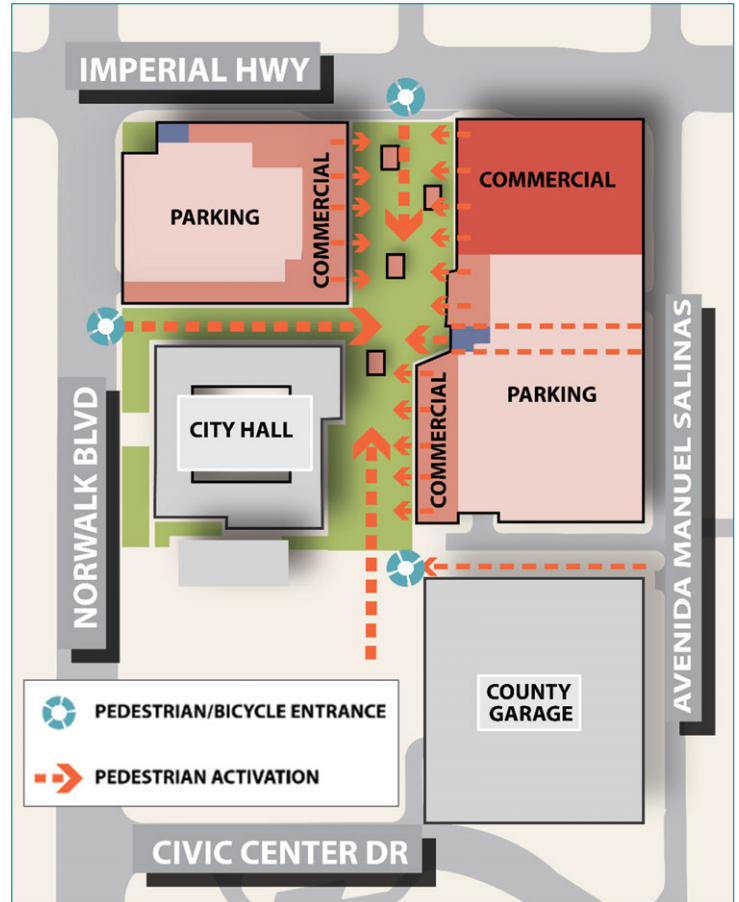 IMPERIAL HWY
COMMERCIAL
PARKING
COMMERCIAL
CITY HALL
PARKING
COMMERCIAL
NORWALK BLVD
AVENIDA MANUEL SALINAS
PEDESTRIAN/BICYCLE ENTRANCE
PEDESTRIAN ACTIVATION
COUNTY
GARAGE
CIVIC CENTER DR